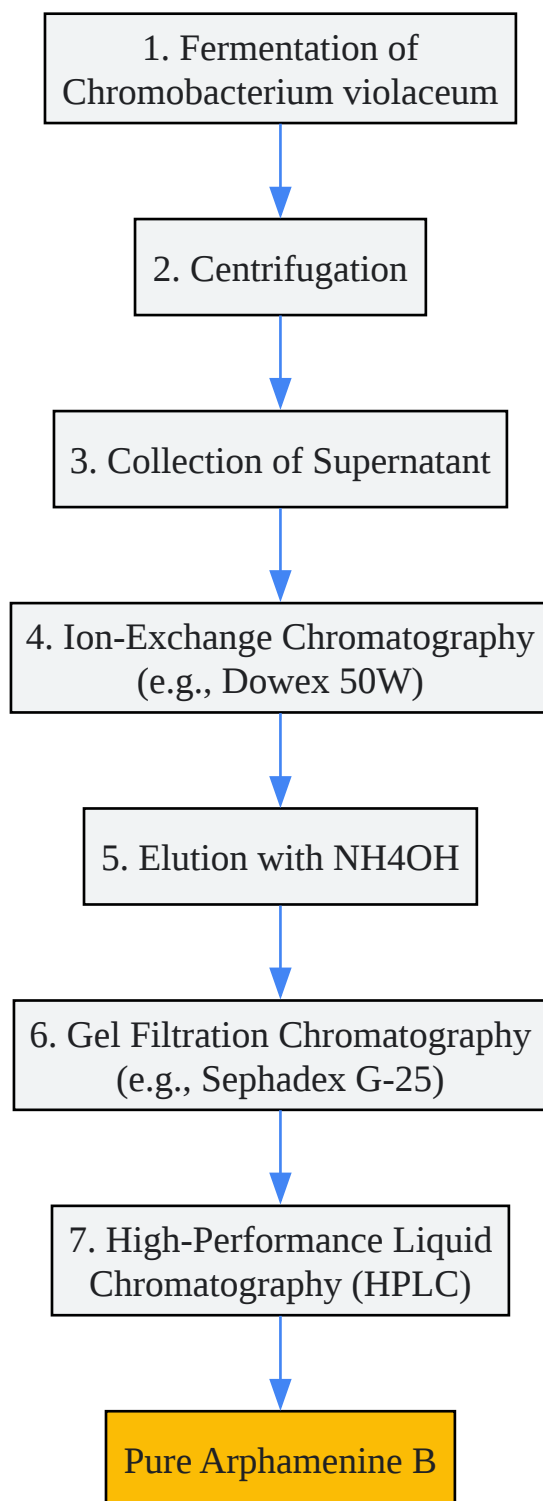 1. Fermentation of
Chromobacterium violaceum
2. Centrifugation
3. Collection of Supernatant
4. Ion-Exchange Chromatography
(e.g., Dowex 50W)
5. Elution with NH4OH
6. Gel Filtration Chromatography
(e.g., Sephadex G-25)
7. High-Performance Liquid
Chromatography (HPLC)
Pure Arphamenine B